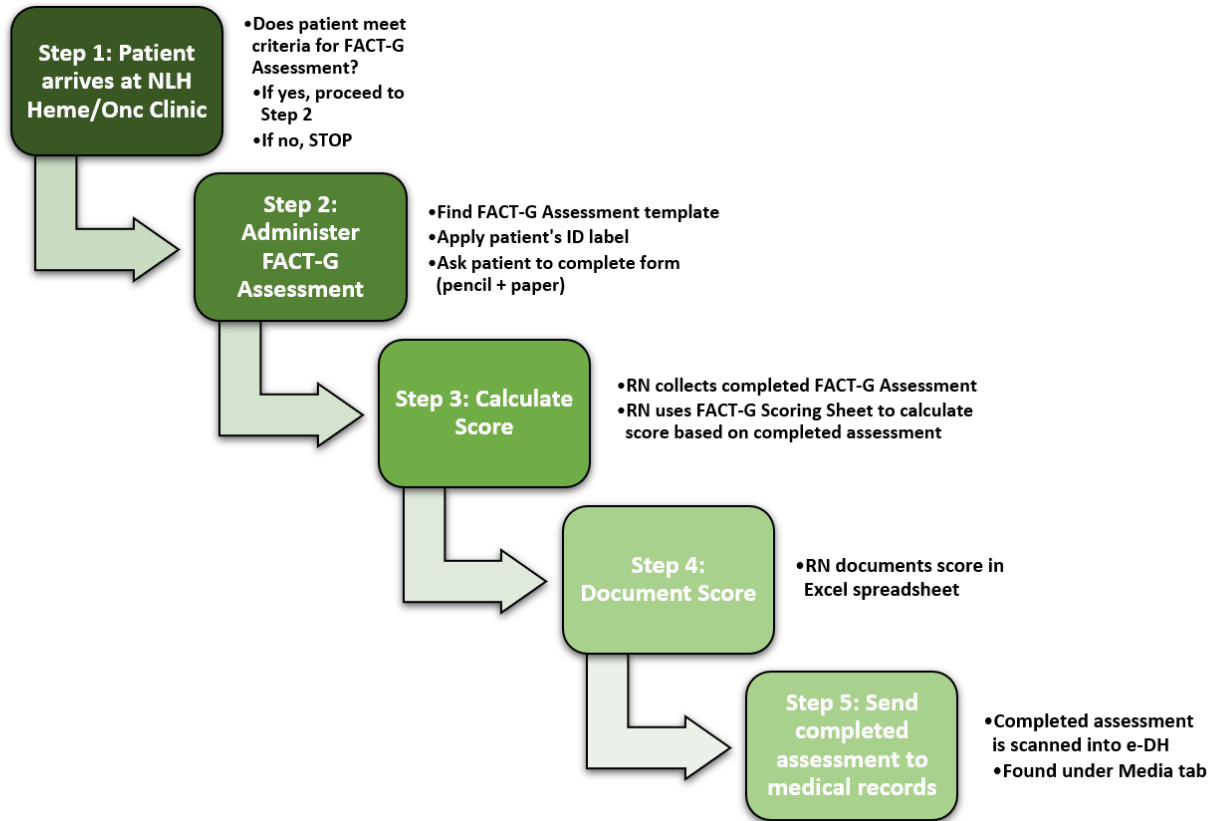 Step 1: Patient
arrives at NLH
Heme/Onc Clinic
•Does patient meet
criteria for FACT-G
Assessment?
•If yes, proceed to
Step 2
•If no, STOP
Step 2:
Administer
FACT-G
Assessment
•Find FACT-G Assessment template
•Apply patient's ID label
•Ask patient to complete form
(pencil + paper)
Step 3: Calculate
Score
•RN collects completed FACT-G Assessment
•RN uses FACT-G Scoring Sheet to calculate
score based on completed assessment
Step 4:
Document Score
•RN documents score in
Excel spreadsheet
Step 5: Send
completed
assessment to
medical records
•Completed assessment
is scanned into e-DH
•Found under Media tab